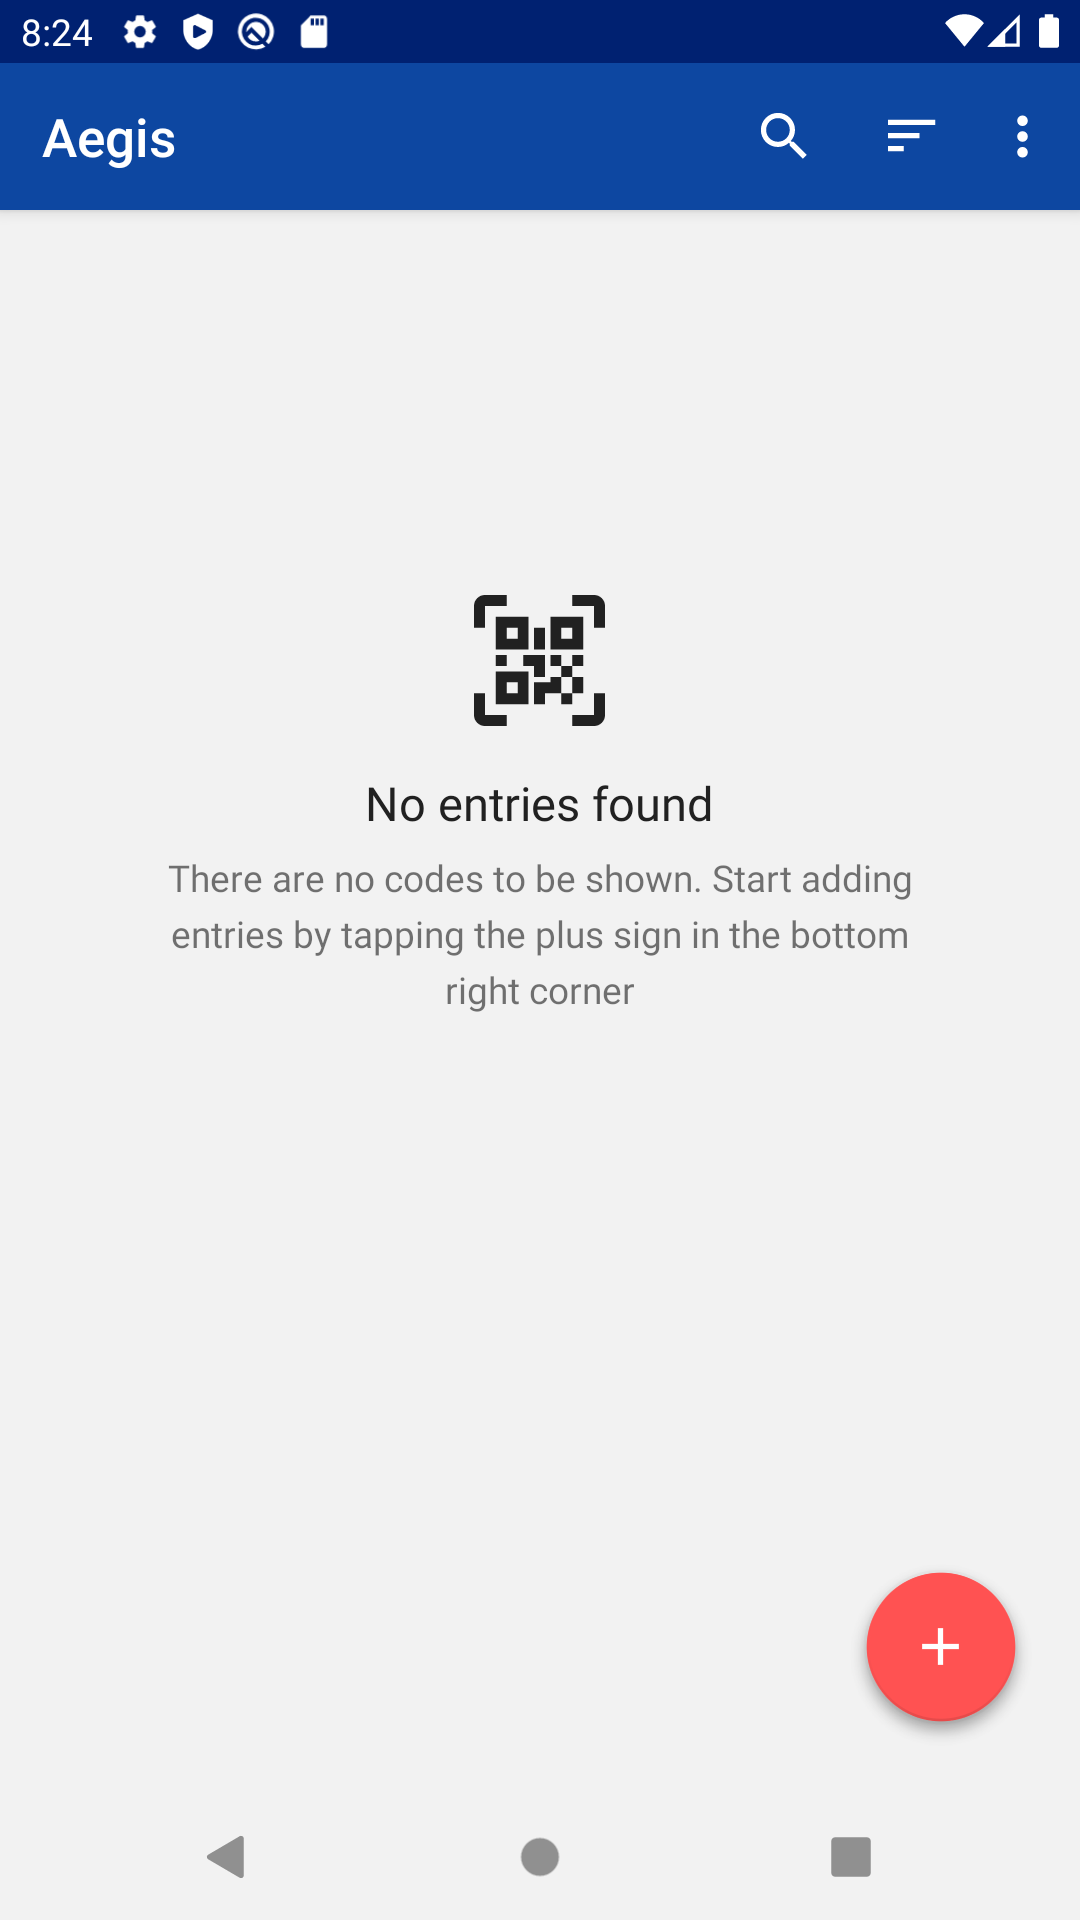 8:24
Aegis
No entries found
There are no codes to be shown. Start adding
entries by tapping the plus sign in the bottom
right corner